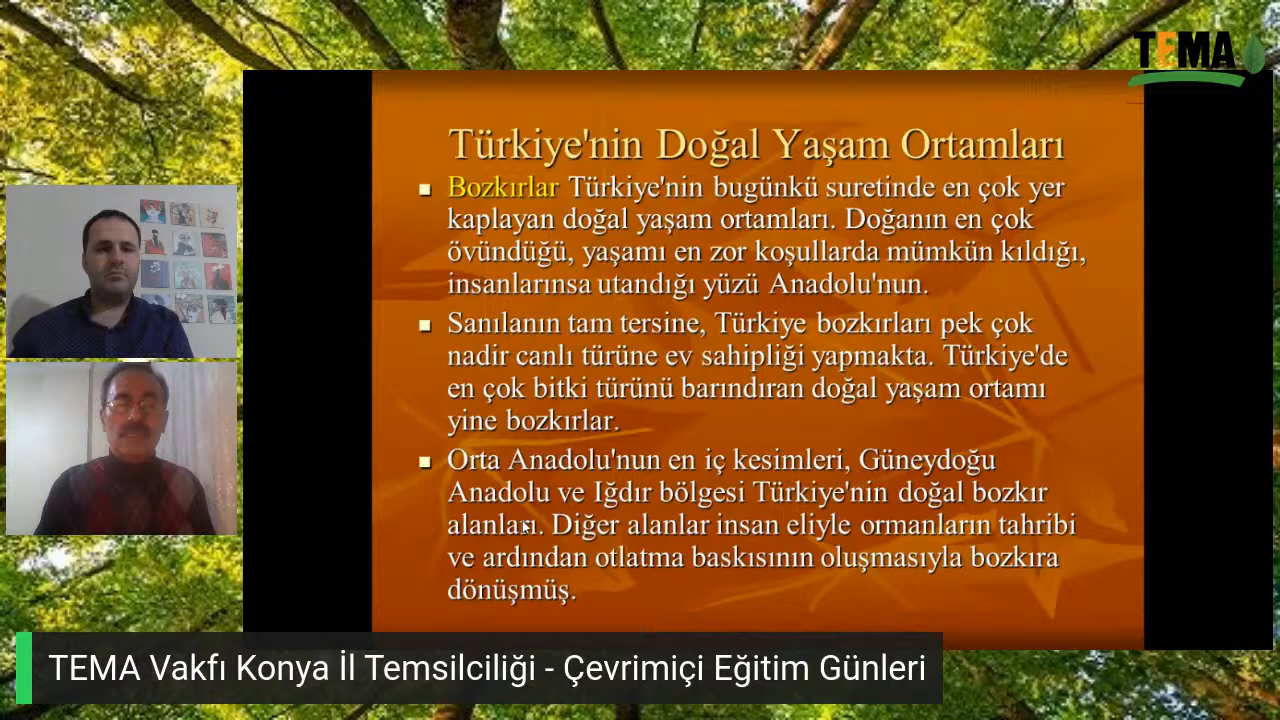 TEMA
Türkiye'nin Doğal Yaşam Ortamları
Bozkırlar Türkiye'nin bugünkü suretinde en çok yer
kaplayan doğal yaşam ortamları. Doğanın en çok
övündüğü, yaşamı en zor koşullarda mümkün kıldığı,
insanlarınsa utandığı yüzü Anadolu'nun.
Sanılanın tam tersine, Türkiye bozkırları pek çok
nadir canlı türüne ev sahipliği yapmakta. Türkiye'de
en çok bitki türünü barındıran doğal yaşam ortamı
yine bozkırlar.
Orta Anadolu'nun en iç kesimleri, Güneydoğu
Anadolu ve Iğdır bölgesi Türkiye'nin doğal bozkır
alanları. Diğer alanlar insan eliyle ormanların tahribi
ve ardından otlatma baskısının oluşmasıyla bozkıra
dönüşmüş.
TEMA Vakfı Konya İl Temsilciliği - Çevrimiçi Eğitim Günleri